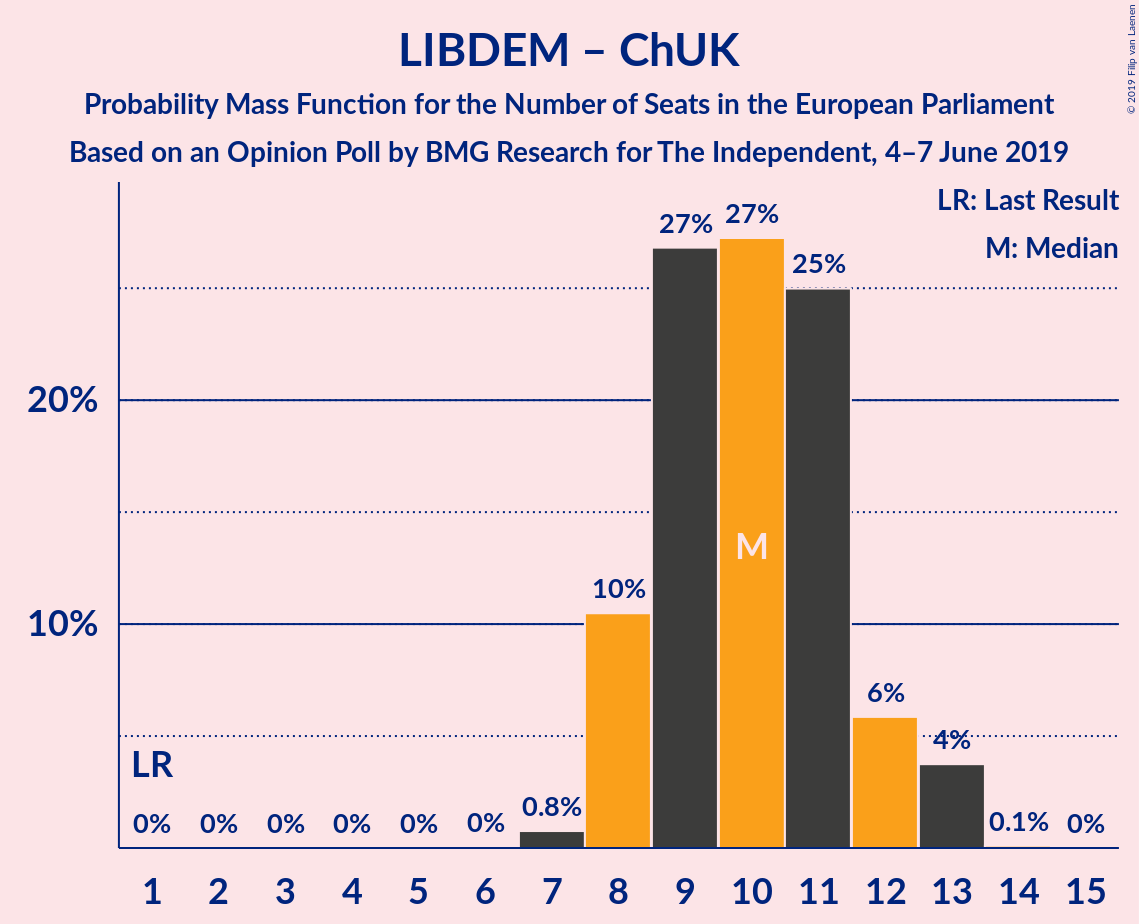 LIBDEM – ChUK
Probability Mass Function for the Number of Seats in the European Parliament
Based on an Opinion Poll by BMG Research for The Independent, 4–7 June 2019
© 2019 Filip van Laenen
LR: Last Result
M: Median
27% 27% 25%
20%
M
10%
10%
6%
4%
LR
0% 0% 0% 0% 0% 0% 0.8% 0.1% 0%
1 2 3 4 5 6 7 8 9 10 11 12 13 14 15